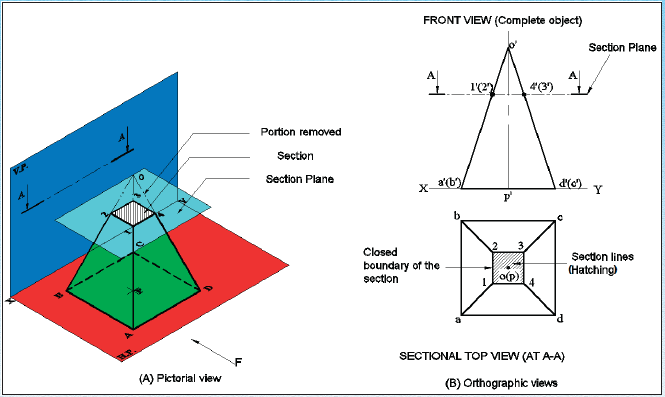 V.P.
A
A
Portion removed
Section
Section Plane
O
3
2
4
1
C
B
D
A
H.P.
F
(A) Pictorial view
FRONT VIEW (Complete object)
o'
Section Plane
A
A
1'(2')
4'(3')
X
a'(b')
p'
d'(c')
Y
b
c
Closed
boundary of the
section
2
3
Section lines
(Hatching)
1
o(p)
4
a
d
SECTIONAL TOP VIEW (AT A-A)
(B) Orthographic views